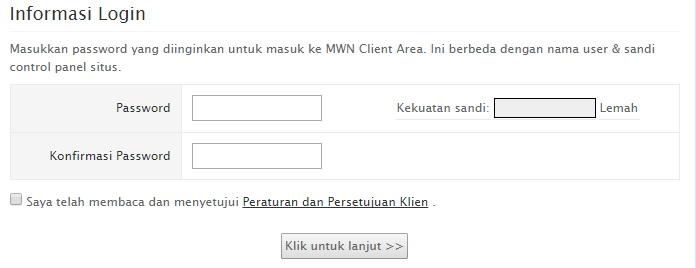 Informasi Login
Masukkan password yang diinginkan untuk masuk ke MWN Client Area. Ini berbeda dengan nama user & sandi
control panel situs.
Password Kekuatan sandi: Lemah
Konfirmasi Password
Saya telah membaca dan menyetujui Peraturan dan Persetujuan Klien .
Klik untuk lanjut >>